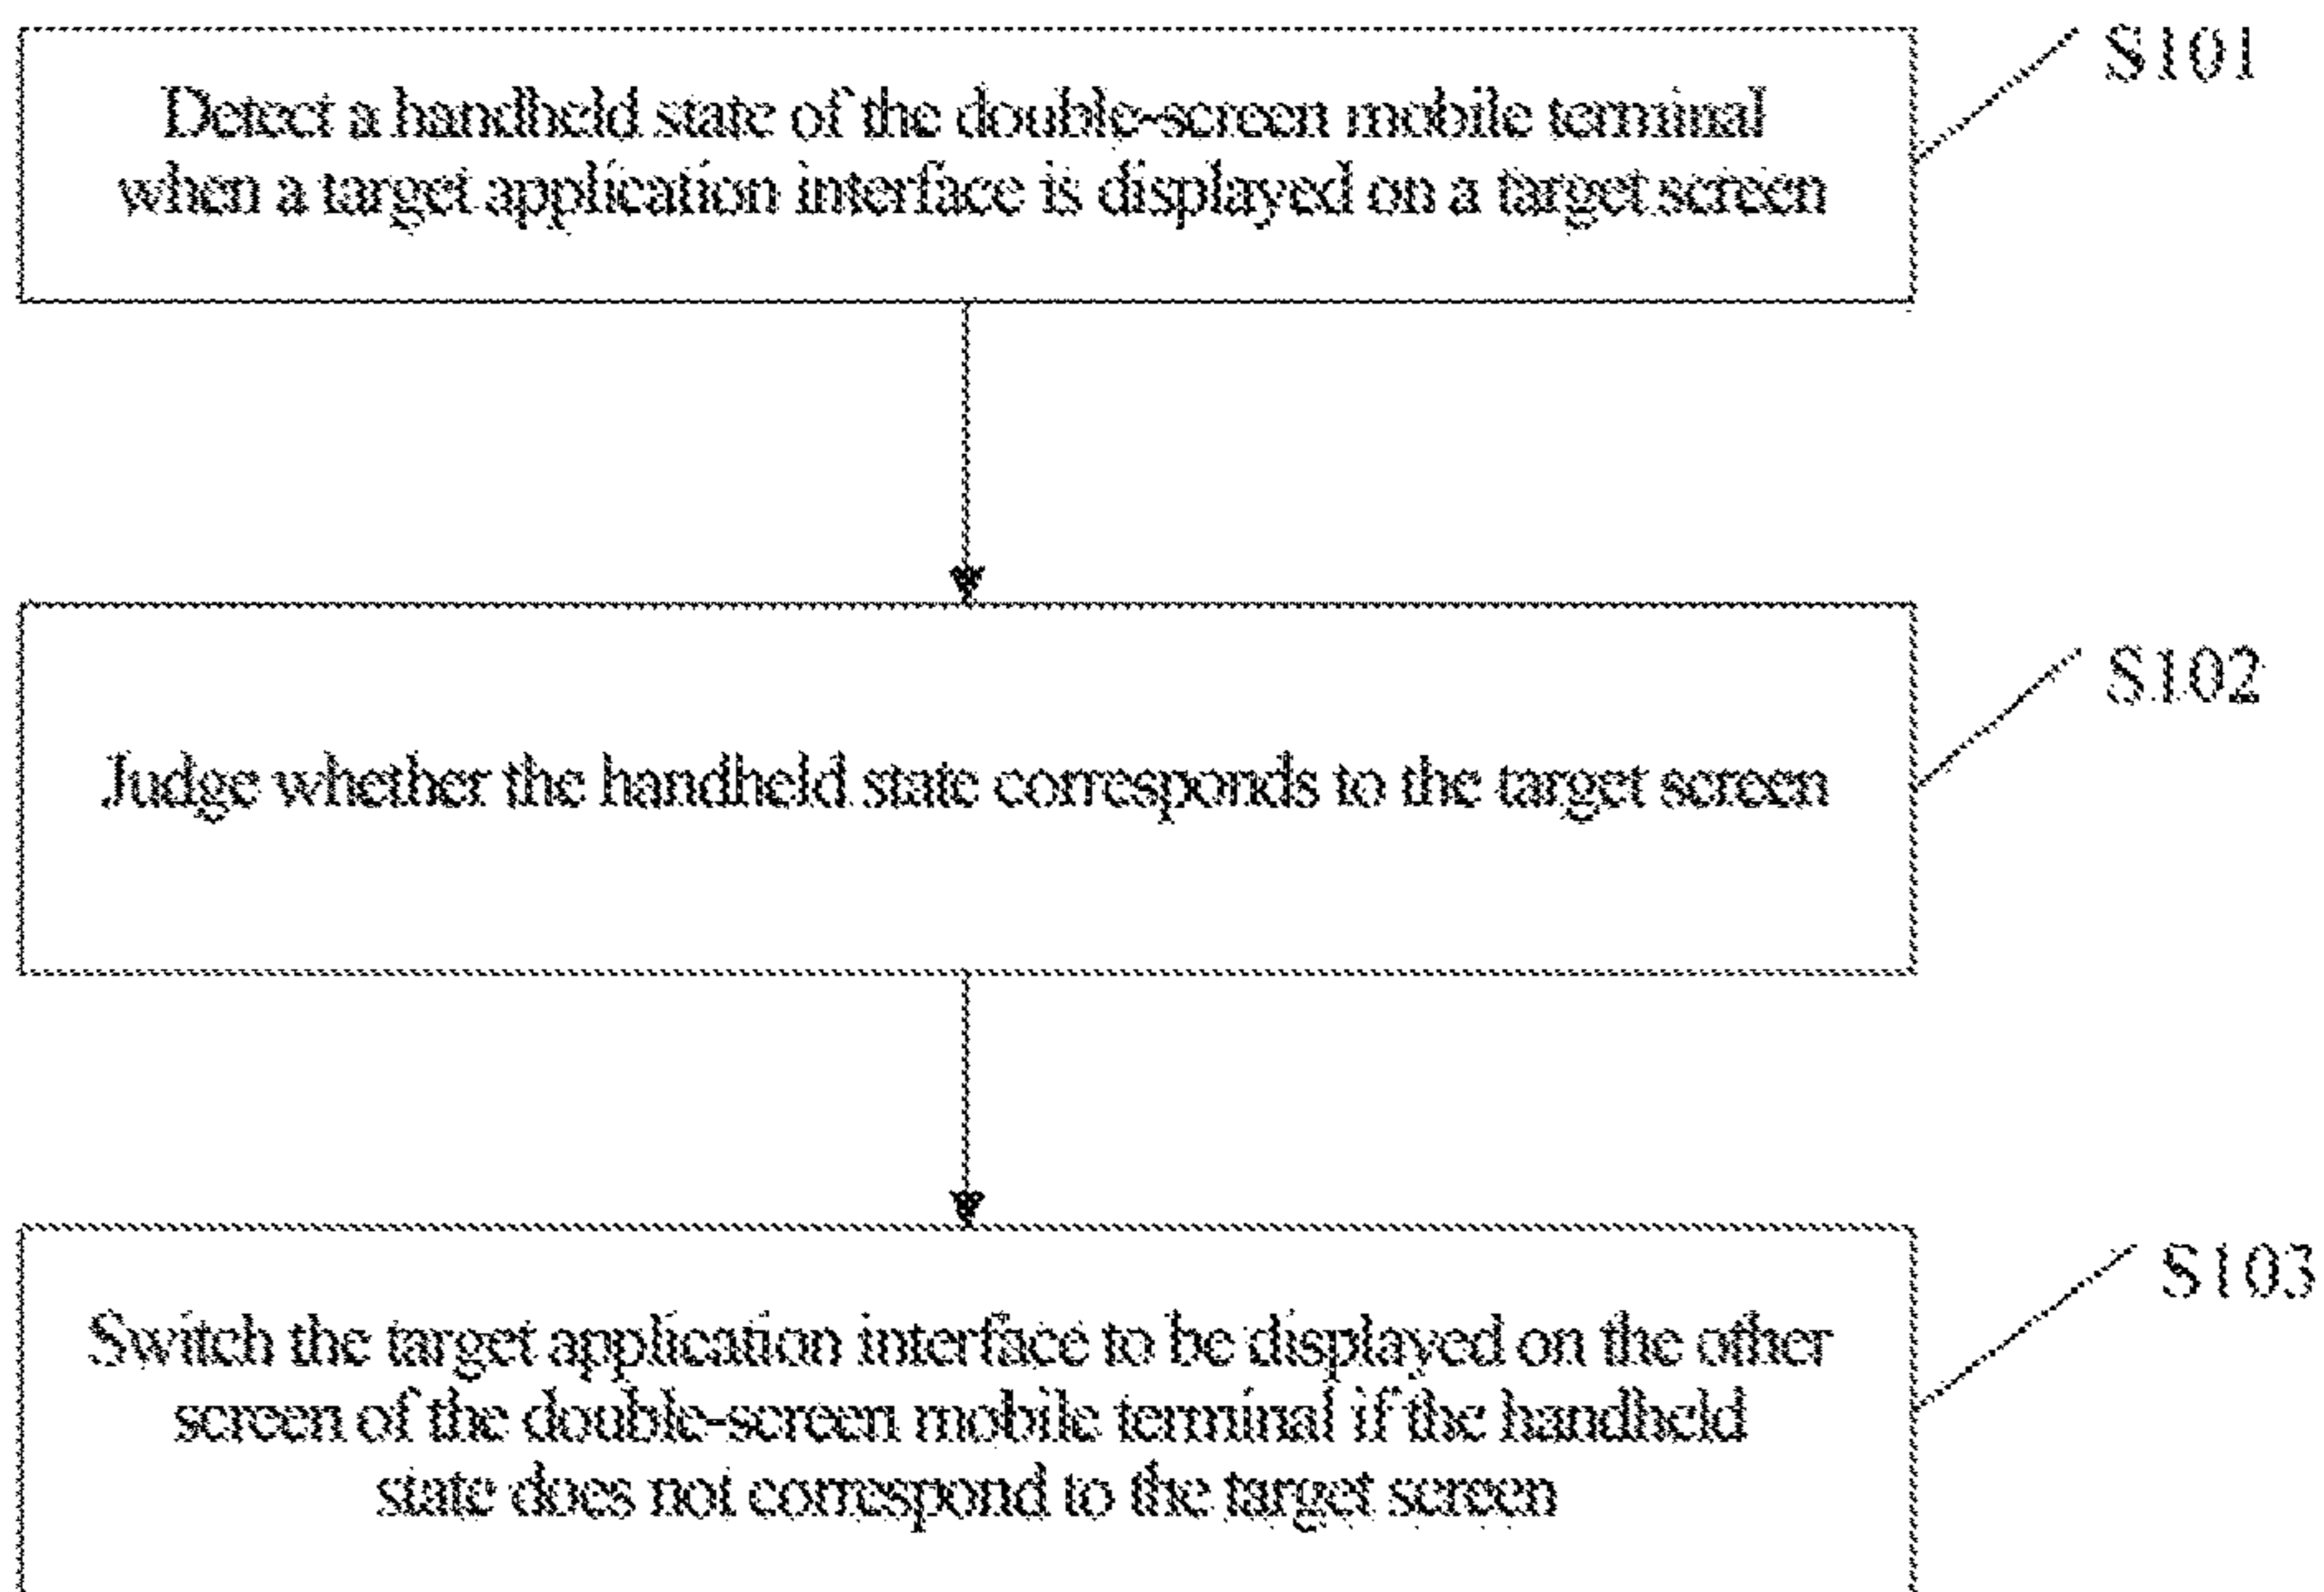 S101
Detect a handheld state of the double-screen mobile terminal
when a target application interface is displayed on a target screen
S102
Judge whether the handheld state corresponds to the target screen
S103
Switch the target application interface to be displayed on the other
screen of the double-screen mobile terminal if the handheld
state does not correspond to the target screen